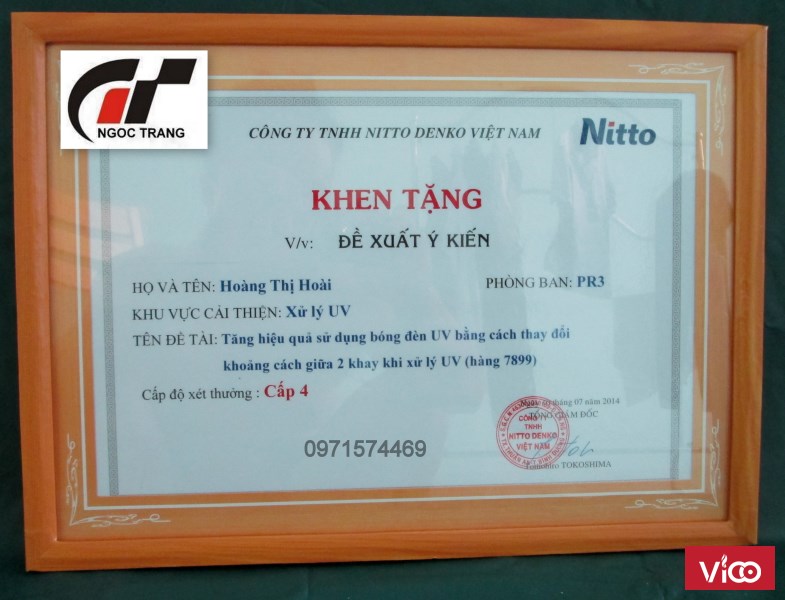 NGOC TRANG
CÔNG TY TNHH NITTO DENKO VIỆT NAM
Nitto
KHEN TẶNG
V/v: ĐỀ XUẤT Ý KIẾN
HỌ VÀ TÊN: Hoàng Thị Hoài PHÒNG BAN: PR3
KHU VỰC CẢI THIỆN: Xử lý UV
TÊN ĐỀ TÀI: Tăng hiệu quả sử dụng bóng đèn UV bằng cách thay đổi
khoảng cách giữa 2 khay khi xử lý UV (hàng 7899)
Cấp độ xét thưởng : Cấp 4
tháng 07 năm 2014
TỔNG GIÁM ĐỐC
CÔNG TY
TNHH
NITTO DENKO
VIỆT NAM
TOKOSHIMA
0971574469
Vico